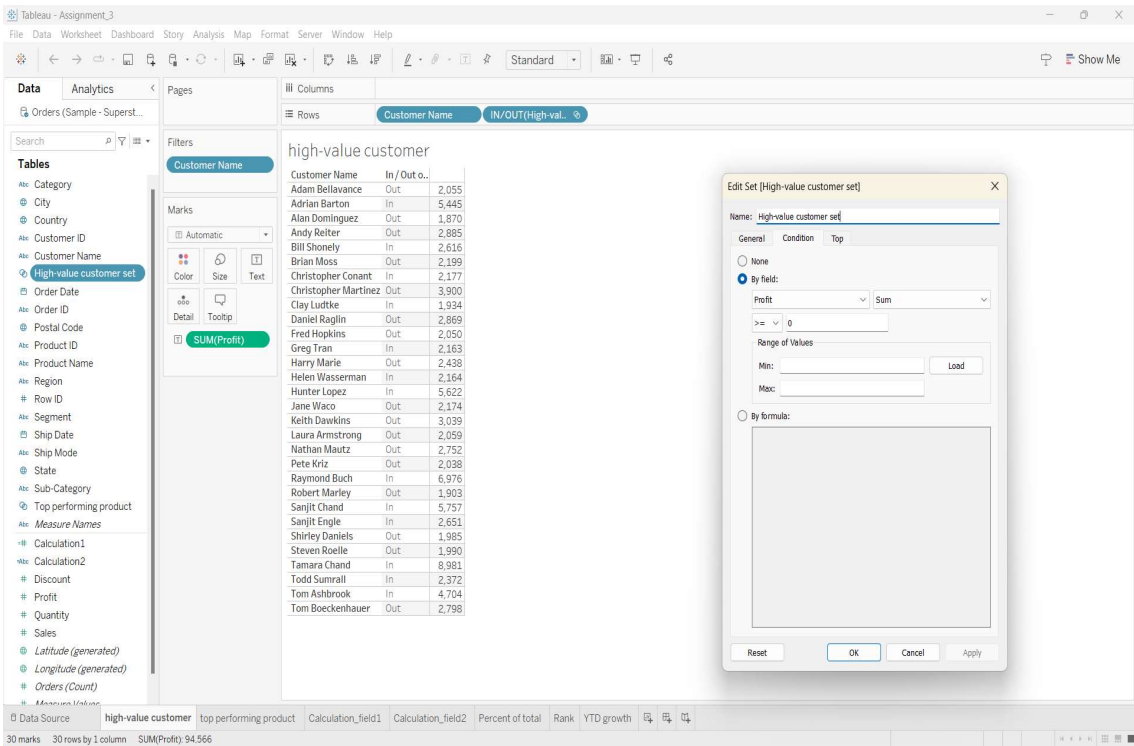 Tableau - Assignment_3
File Data Worksheet Dashboard Story Analysis Map Format Server Window Help
Standard
Show Me
Data Analytics
Orders (Sample - Superst...
Search
Tables
Abc Category
City
Country
Abc Customer ID
Abc Customer Name
High-value customer set
Order Date
Abc Order ID
Postal Code
Abc Product ID
Abc Product Name
Abc Region
# Row ID
Abc Segment
Ship Date
Abc Ship Mode
State
Abc Sub-Category
Top performing product
Abc Measure Names
=# Calculation1
=Abc Calculation2
# Discount
# Profit
# Quantity
# Sales
Latitude (generated)
Longitude (generated)
# Orders (Count)
# Measure Values
Pages
Filters
Customer Name
Marks
Automatic
Color Size Text
Detail Tooltip
SUM(Profit)
iii Columns
Rows Customer Name IN/OUT(High-val..
high-value customer
Customer Name In / Out o..
Adam Bellavance Out 2,055
Adrian Barton In 5,445
Alan Dominguez Out 1,870
Andy Reiter Out 2,885
Bill Shonely In 2,616
Brian Moss Out 2,199
Christopher Conant In 2,177
Christopher Martinez Out 3,900
Clay Ludtke In 1,934
Daniel Raglin Out 2,869
Fred Hopkins Out 2,050
Greg Tran In 2,163
Harry Marie Out 2,438
Helen Wasserman In 2,164
Hunter Lopez In 5,622
Jane Waco Out 2,174
Keith Dawkins Out 3,039
Laura Armstrong Out 2,059
Nathan Mautz Out 2,752
Pete Kriz Out 2,038
Raymond Buch In 6,976
Robert Marley Out 1,903
Sanjit Chand In 5,757
Sanjit Engle In 2,651
Shirley Daniels Out 1,985
Steven Roelle Out 1,990
Tamara Chand In 8,981
Todd Sumrall In 2,372
Tom Ashbrook In 4,704
Tom Boeckenhauer Out 2,798
Edit Set [High-value customer set]
Name: High-value customer set
General Condition Top
None
By field:
Profit Sum
>= 0
Range of Values
Min: Load
Max:
By formula:
Reset OK Cancel Apply
Data Source high-value customer top performing product Calculation_field1 Calculation_field2 Percent of total Rank YTD growth
30 marks 30 rows by 1 column SUM(Profit): 94,566